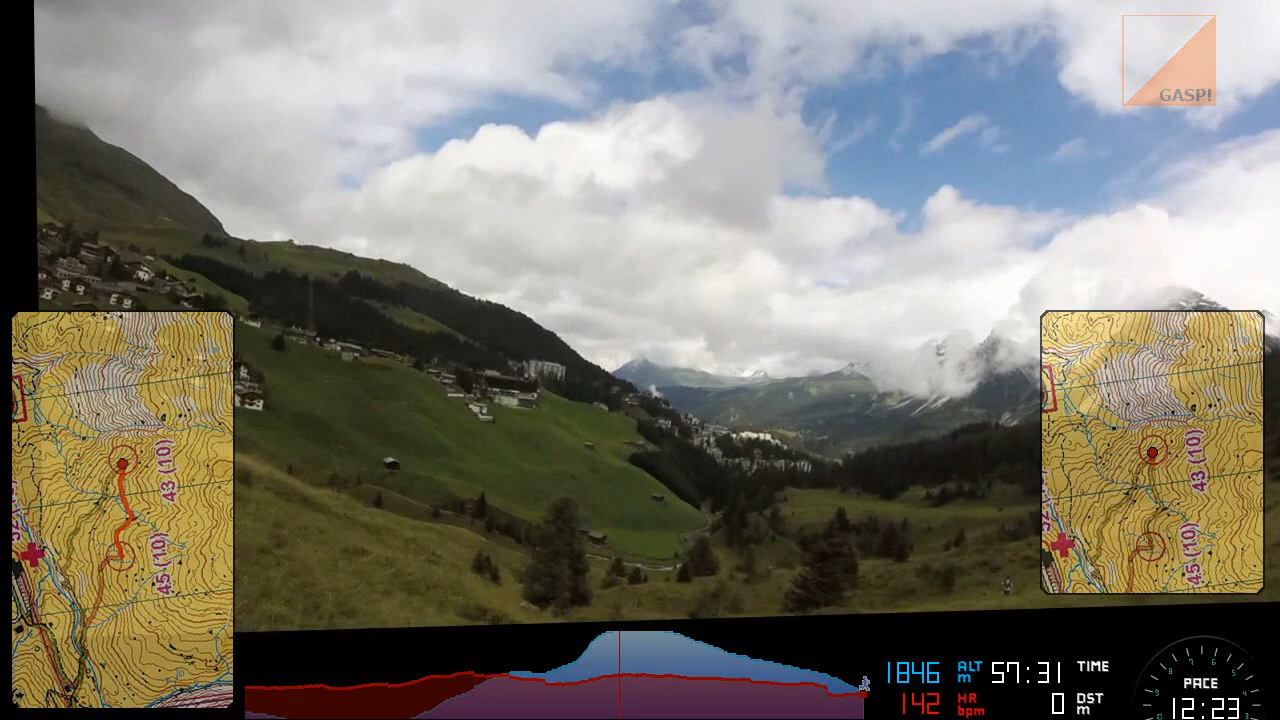 GASP!
43 (10)
45 (10)
43 (10)
45 (10)
1846 ALT m 57:31 TIME
142 HR bpm 0 DST m
PACE
12:23